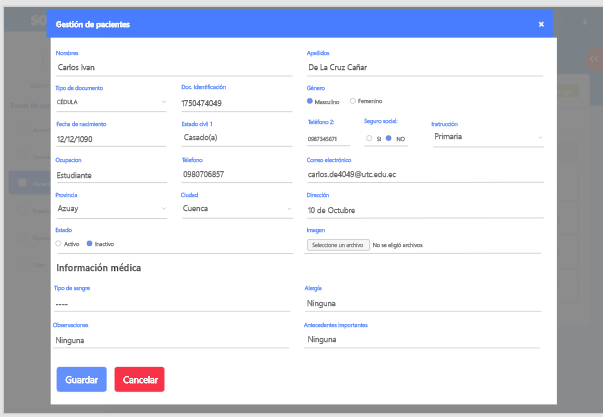 Gestión de pacientes ×
Nombres Apellidos
Carlos Ivan De La Cruz Cañar
Tipo de documento Doc. Identificación Género
CÉDULA 1750474049 Masculino Femenino
Fecha de nacimiento Estado civil 1 Teléfono 2: Seguro social: Instrucción
12/12/1090 Casado(a) 0987345671 SI NO Primaria
Ocupacion Télefono Correo electrónico
Estudiante 0980706857 carlos.de4049@utc.edu.ec
Provincia Ciudad Dirección
Azuay Cuenca 10 de Octubre
Estado Imagen
Activo Inactivo Seleccione un archivo No se eligió archivos
Información médica
Tipo de sangre Alergia
---- Ninguna
Observaciones Antecedentes importantes
Ninguna Ninguna
Guardar Cancelar